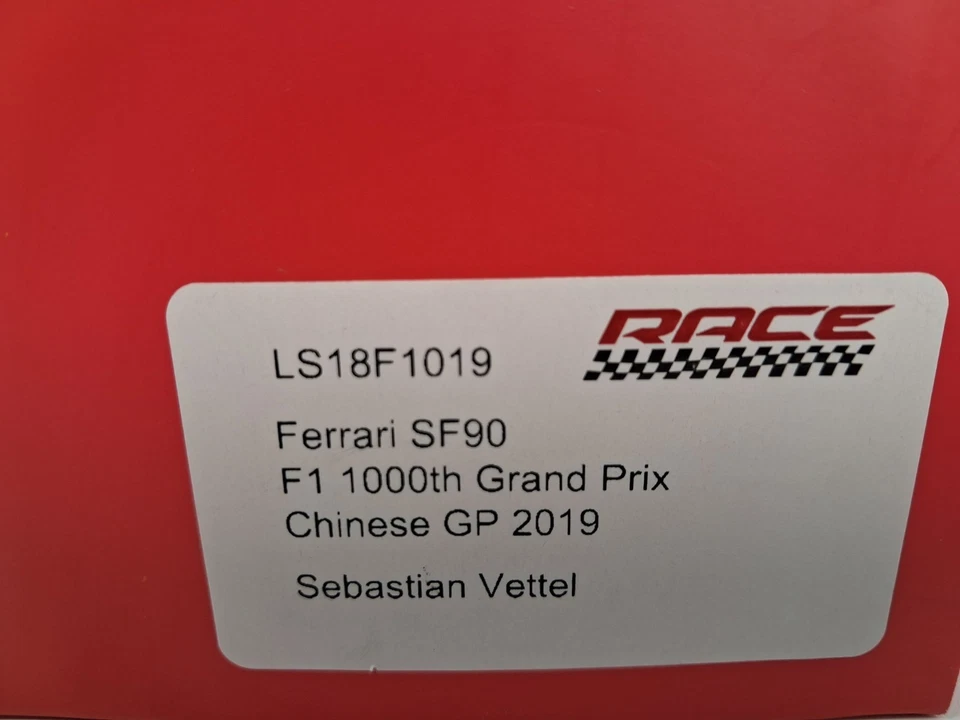 RACE
LS18F1019
Ferrari SF90
F1 1000th Grand Prix
Chinese GP 2019
Sebastian Vettel